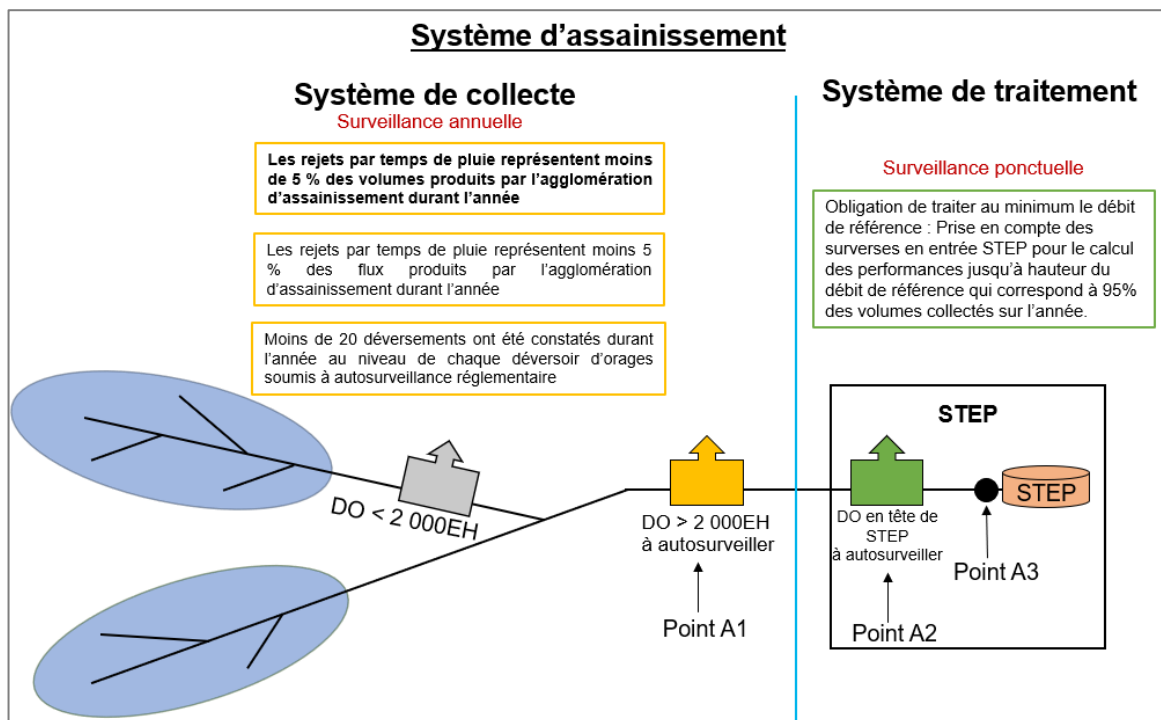 Système d’assainissement
Système de collecte
Surveillance annuelle
Les rejets par temps de pluie représentent moins
de 5 % des volumes produits par l’agglomération
d’assainissement durant l’année
Les rejets par temps de pluie représentent moins 5
% des flux produits par l’agglomération
d’assainissement durant l’année
Moins de 20 déversements ont été constatés durant
l’année au niveau de chaque déversoir d’orages
soumis à autosurveillance réglementaire
Système de traitement
Surveillance ponctuelle
Obligation de traiter au minimum le débit
de référence : Prise en compte des
surverses en entrée STEP pour le calcul
des performances jusqu’à hauteur du
débit de référence qui correspond à 95%
des volumes collectés sur l’année.
DO < 2 000EH
DO > 2 000EH
à autosurveiller
Point A1
STEP
DO en tête de
STEP
à autosurveiller
Point A2
Point A3
STEP